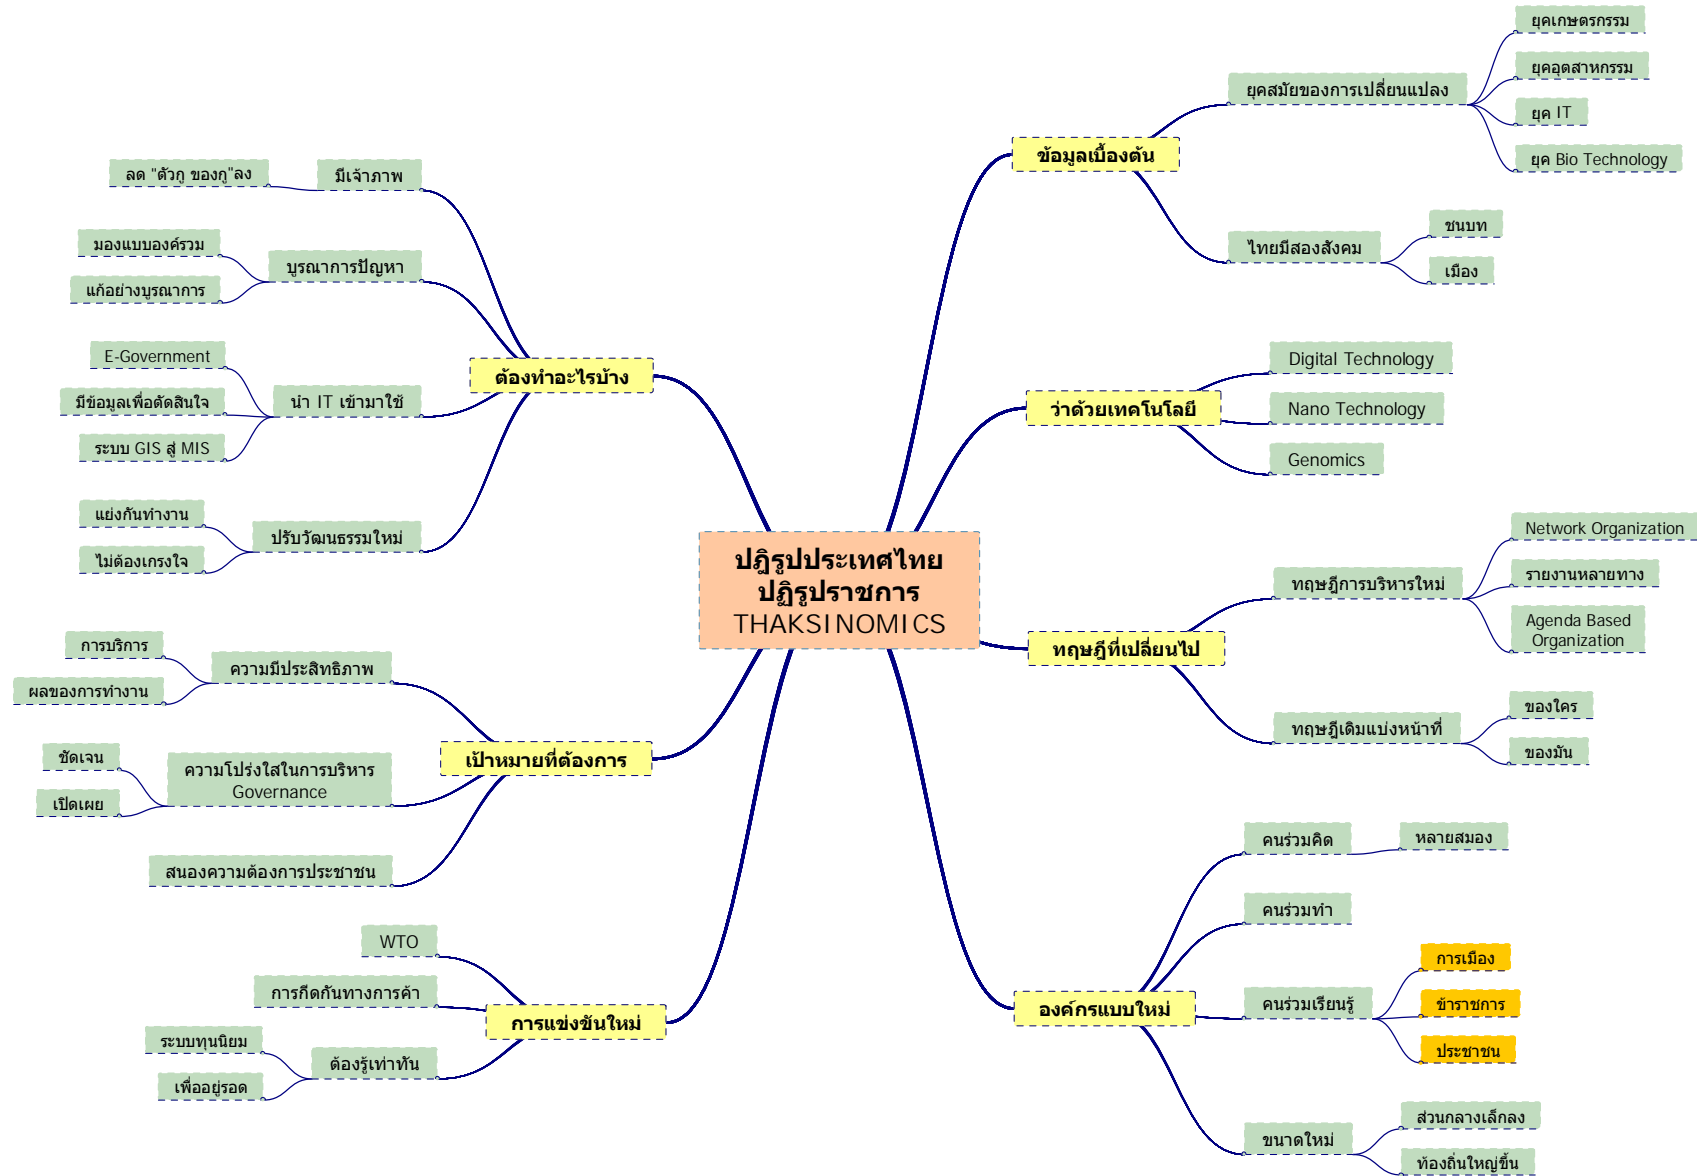 ปฎิรูปประเทศไทย
ปฏิรูปราชการ
THAKSINOMICS
ข้อมูลเบื้องต้น
ยุคสมัยของการเปลี่ยนแปลง
ยุคเกษตรกรรม
ยุคอุตสาหกรรม
ยุค IT
ยุค Bio Technology
ไทยมีสองสังคม
ชนบท
เมือง
ว่าด้วยเทคโนโลยี
Digital Technology
Nano Technology
Genomics
ทฤษฎีที่เปลี่ยนไป
ทฤษฎีการบริหารใหม่
Network Organization
รายงานหลายทาง
Agenda Based
Organization
ทฤษฎีเดิมแบ่งหน้าที่
ของใคร
ของมัน
องค์กรแบบใหม่
คนร่วมคิด
หลายสมอง
คนร่วมทำ
คนร่วมเรียนรู้
การเมือง
ข้าราชการ
ประชาชน
ขนาดใหม่
ส่วนกลางเล็กลง
ท้องถิ่นใหญ่ขึ้น
ต้องทำอะไรบ้าง
มีเจ้าภาพ
ลด "ตัวกู ของกู"ลง
บูรณาการปัญหา
มองแบบองค์รวม
แก้อย่างบูรณาการ
นำ IT เข้ามาใช้
E-Government
มีข้อมูลเพื่อตัดสินใจ
ระบบ GIS สู่ MIS
ปรับวัฒนธรรมใหม่
แย่งกันทำงาน
ไม่ต้องเกรงใจ
เป้าหมายที่ต้องการ
ความมีประสิทธิภาพ
การบริการ
ผลของการทำงาน
ความโปร่งใสในการบริหาร
Governance
ชัดเจน
เปิดเผย
สนองความต้องการประชาชน
การแข่งขันใหม่
WTO
การกีดกันทางการค้า
ต้องรู้เท่าทัน
ระบบทุนนิยม
เพื่ออยู่รอด